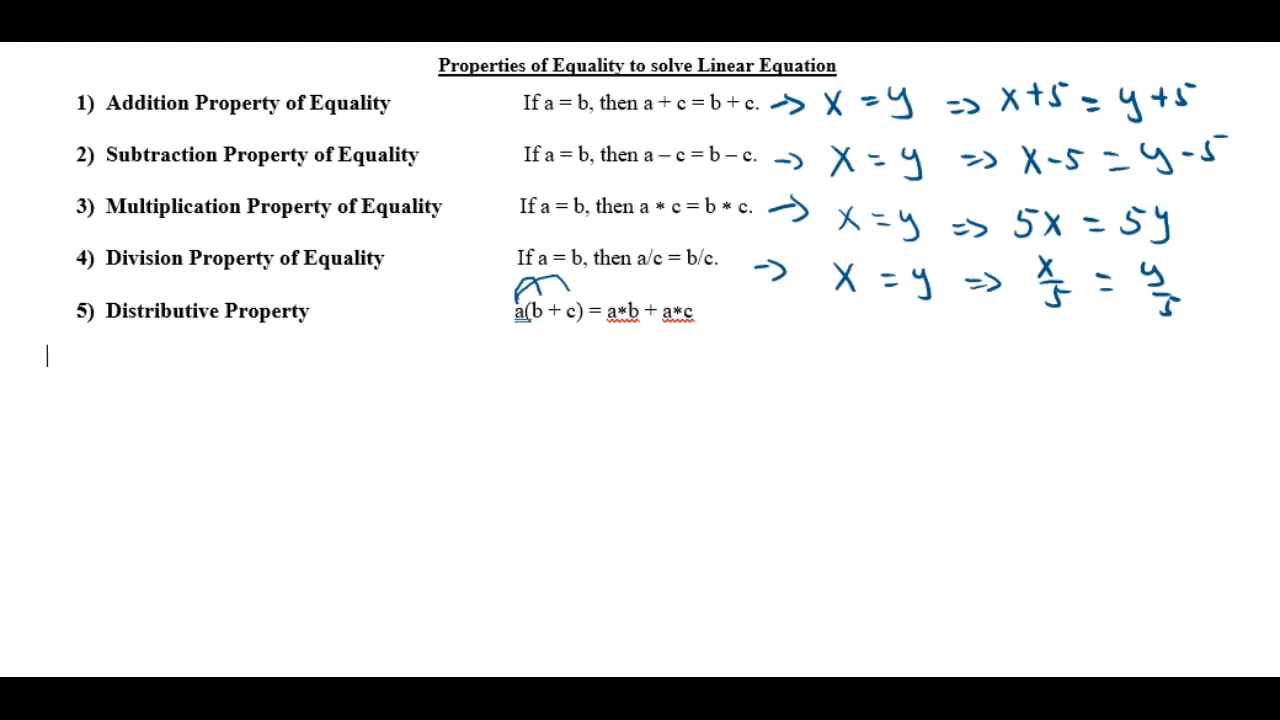 Properties of Equality to solve Linear Equation
1) Addition Property of Equality If a = b, then a + c = b + c. → x = y ⇒ x+5 = y+5
2) Subtraction Property of Equality If a = b, then a – c = b – c. → x = y ⇒ x-5 = y-5
3) Multiplication Property of Equality If a = b, then a * c = b * c. → x = y ⇒ 5x = 5y
4) Division Property of Equality If a = b, then a/c = b/c. → x = y ⇒ x/5 = y/5
5) Distributive Property a(b + c) = a*b + a*c